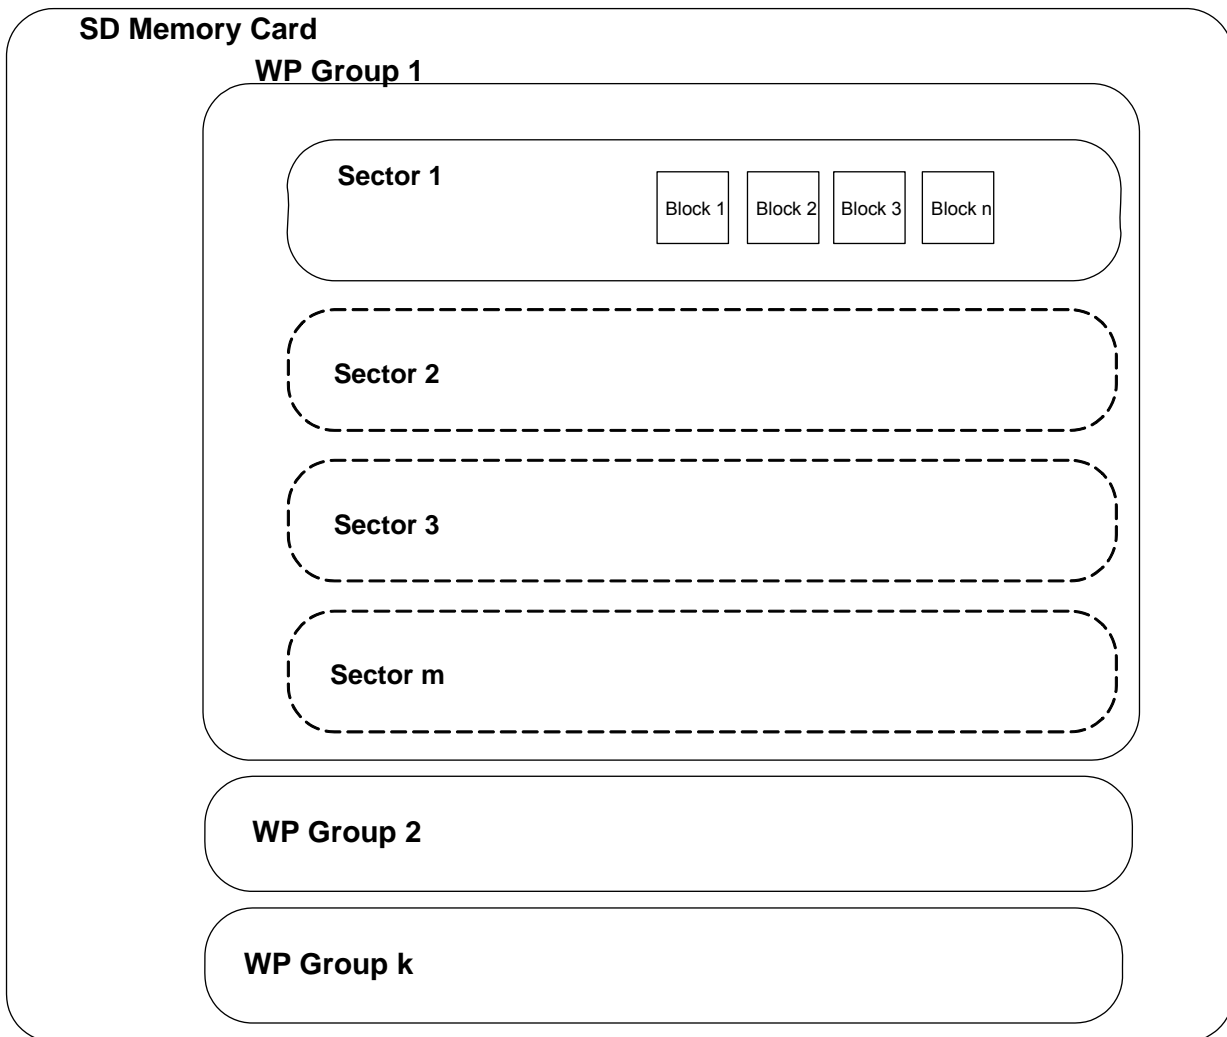 SD Memory Card
WP Group 1
Sector 1
Block 1 Block 2 Block 3 Block n
Sector 2
Sector 3
Sector m
WP Group 2
WP Group k